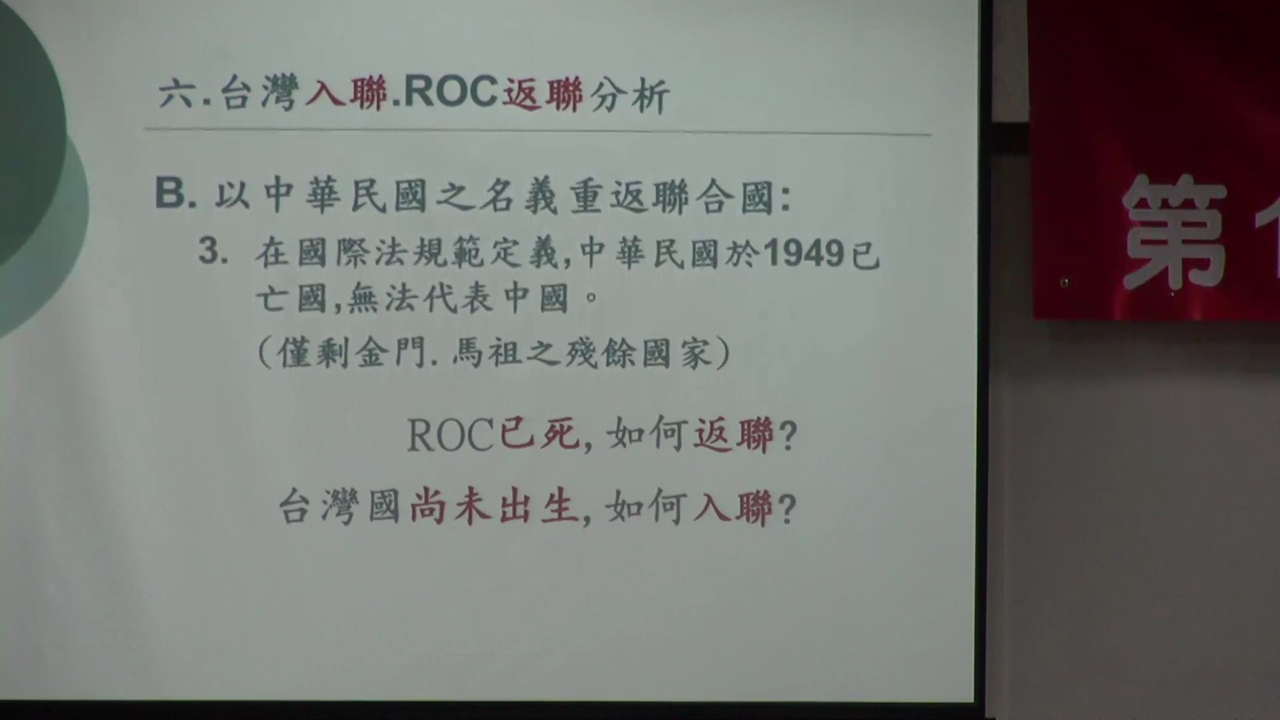 六.台灣入聯.ROC返聯分析
B. 以中華民國之名義重返聯合國:
3. 在國際法規範定義,中華民國於1949已
亡國,無法代表中國。
(僅剩金門.馬祖之殘餘國家)
ROC已死, 如何返聯?
台灣國尚未出生, 如何入聯?
第